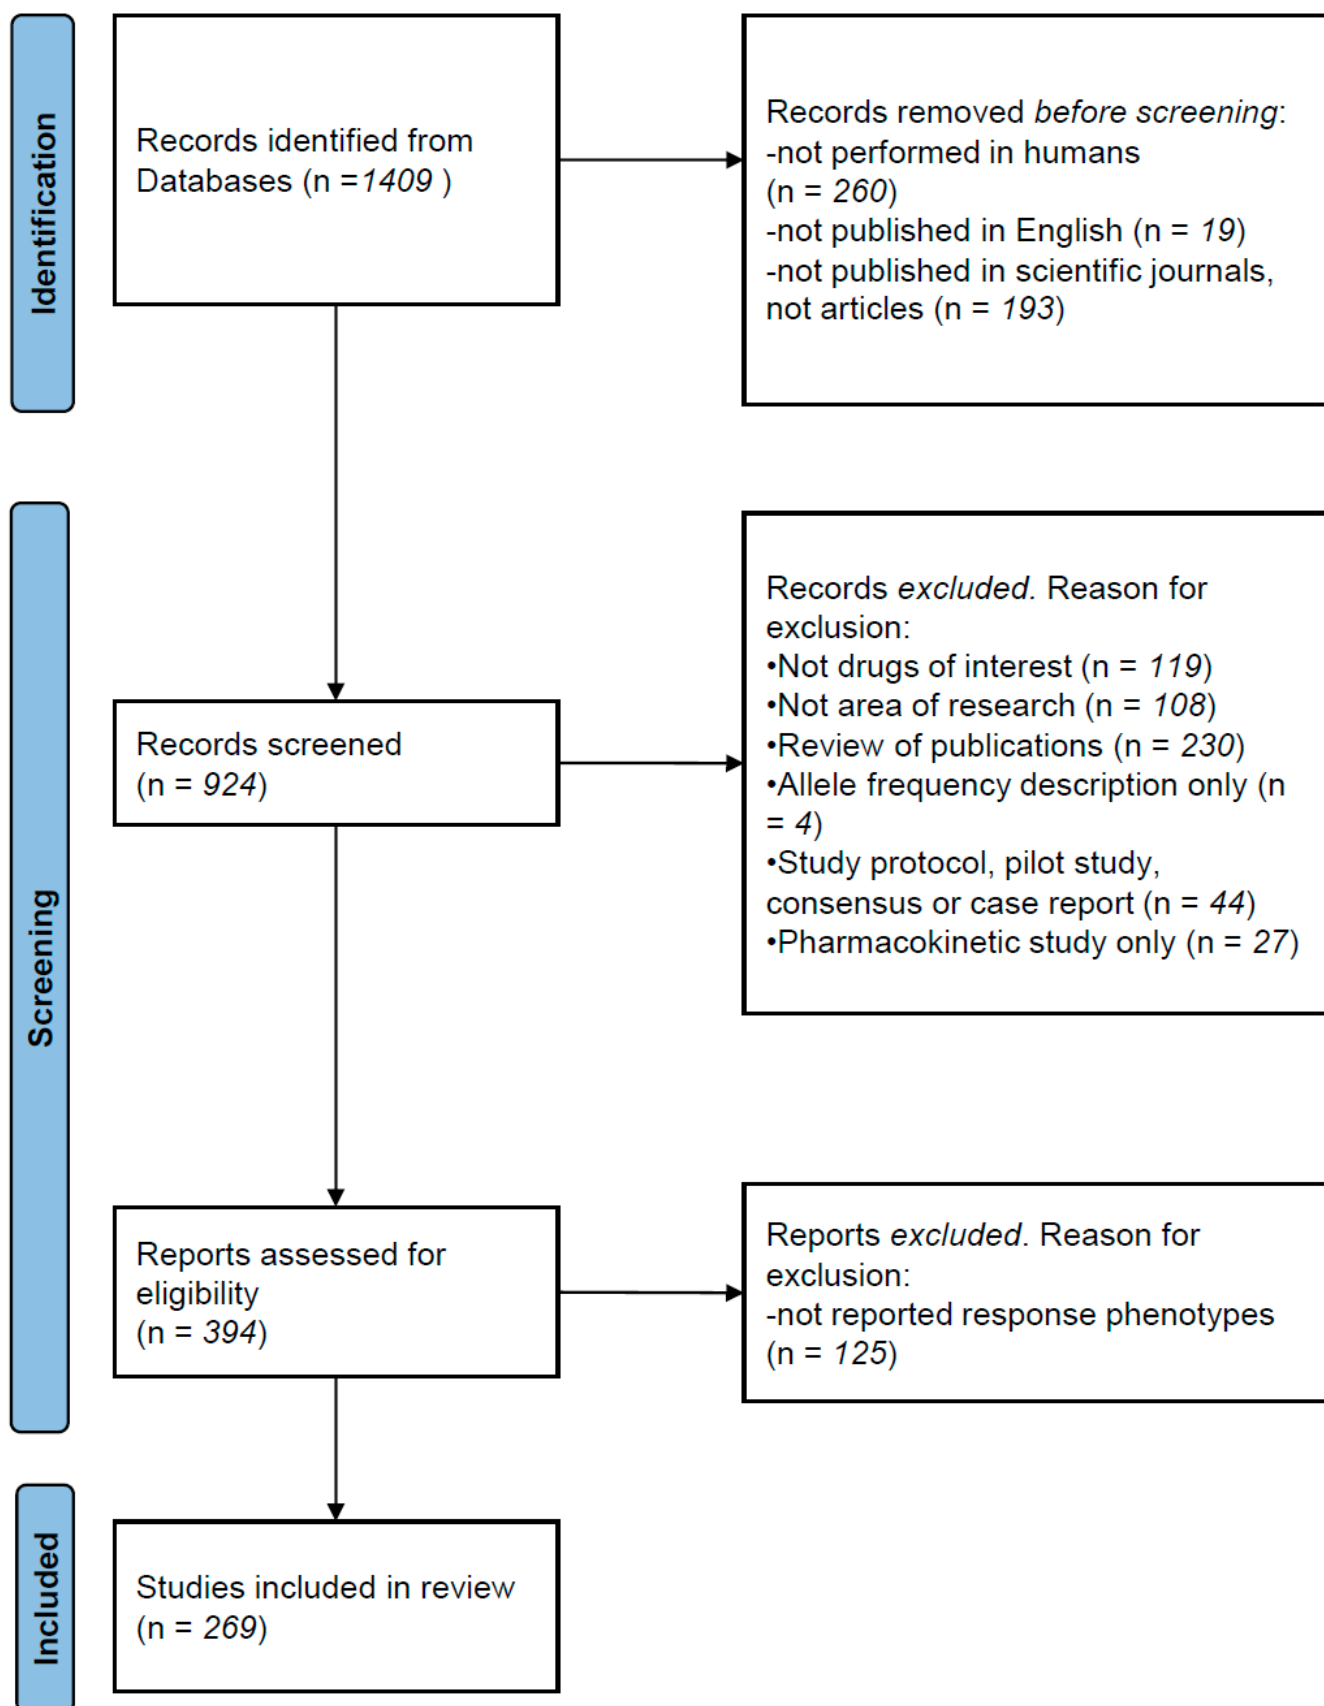 Identification
Records identified from
Databases (n =1409 )
Records removed before screening:
-not performed in humans
(n = 260)
-not published in English (n = 19)
-not published in scientific journals,
not articles (n = 193)
Screening
Records screened
(n = 924)
Records excluded. Reason for
exclusion:
•Not drugs of interest (n = 119)
•Not area of research (n = 108)
•Review of publications (n = 230)
•Allele frequency description only (n
= 4)
•Study protocol, pilot study,
consensus or case report (n = 44)
•Pharmacokinetic study only (n = 27)
Reports assessed for
eligibility
(n = 394)
Reports excluded. Reason for
exclusion:
-not reported response phenotypes
(n = 125)
Included
Studies included in review
(n = 269)